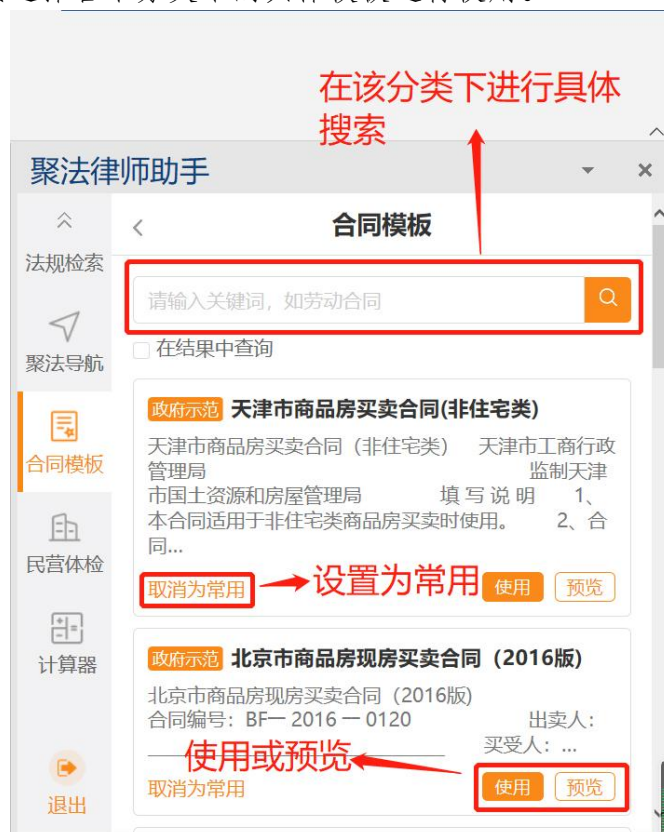 在该分类下进行具体
搜索
聚法律师助手
法规检索
合同模板
请输入关键词，如劳动合同
在结果中查询
聚法导航
政府示范 天津市商品房买卖合同(非住宅类)
天津市商品房买卖合同（非住宅类） 天津市工商行政
管理局 监制天津
市国土资源和房屋管理局 填 写 说 明 1、
本合同适用于非住宅类商品房买卖时使用。 2、合
同...
合同模板
民营体检
取消为常用 设置为常用 使用 预览
计算器
政府示范 北京市商品房现房买卖合同（2016版)
北京市商品房现房买卖合同（2016版)
合同编号：BF— 2016 — 0120 出卖人：
买受人：...
使用或预览
取消为常用 使用 预览
退出